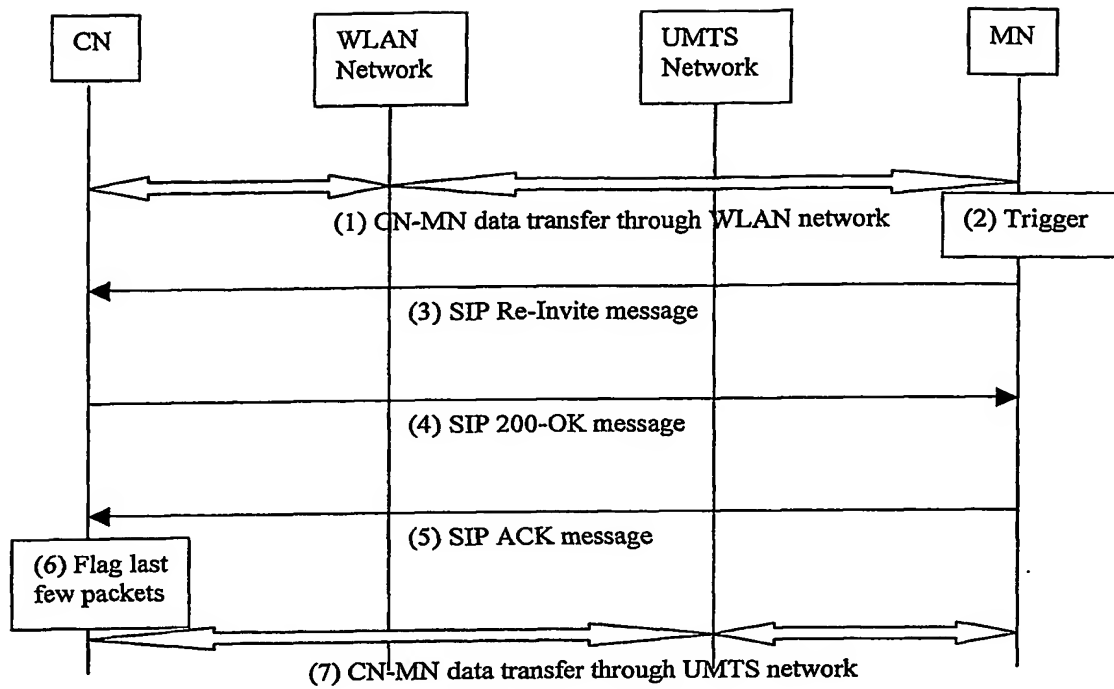 CN
WLAN
Network
UMTS
Network
MN
(1) CN-MN data transfer through WLAN network
(2) Trigger
(3) SIP Re-Invite message
(4) SIP 200-OK message
(5) SIP ACK message
(6) Flag last
few packets
(7) CN-MN data transfer through UMTS network